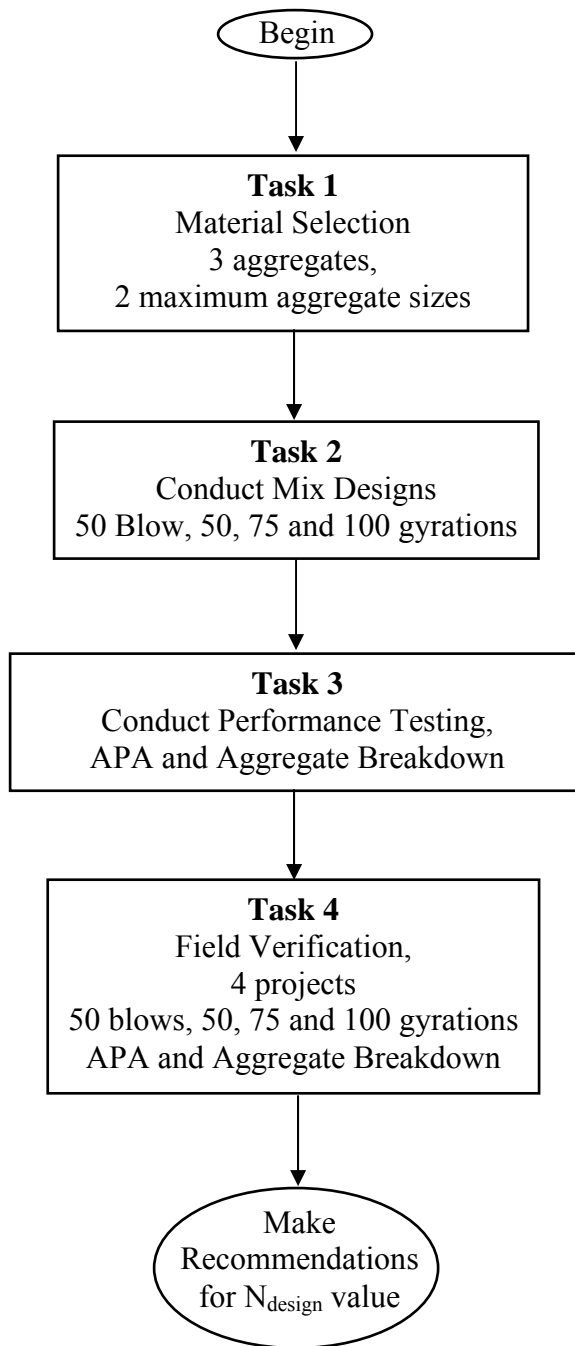 Begin
Task 1
Material Selection
3 aggregates,
2 maximum aggregate sizes
Task 2
Conduct Mix Designs
50 Blow, 50, 75 and 100 gyrations
Task 3
Conduct Performance Testing,
APA and Aggregate Breakdown
Task 4
Field Verification,
4 projects
50 blows, 50, 75 and 100 gyrations
APA and Aggregate Breakdown
Make
Recommendations
for Ndesign value